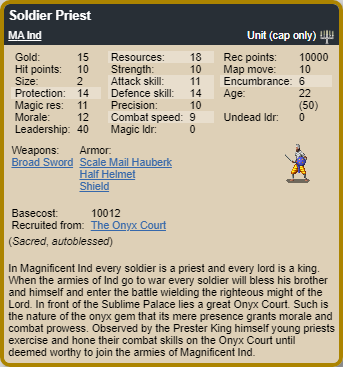 Soldier Priest
MA Ind Unit (cap only)
Gold: 15 Resources: 18 Rec points: 10000
Hit points: 10 Strength: 10 Map move: 10
Size: 2 Attack skill: 11 Encumbrance: 6
Protection: 14 Defence skill: 14 Age: 22
Magic res: 11 Precision: 10 (50)
Morale: 12 Combat speed: 9 Undead ldr: 0
Leadership: 40 Magic ldr: 0
Weapons: Armor:
Broad Sword Scale Mail Hauberk
Half Helmet
Shield
Basecost: 10012
Recruited from: The Onyx Court
(Sacred, autoblessed)
In Magnificent Ind every soldier is a priest and every lord is a king.
When the armies of Ind go to war every soldier will bless his brother
and himself and enter the battle wielding the righteous might of the
Lord. In front of the Sublime Palace lies a great Onyx Court. Such is
the nature of the onyx gem that its mere presence grants morale and
combat prowess. Observed by the Prester King himself young priests
exercise and hone their combat skills on the Onyx Court until
deemed worthy to join the armies of Magnificent Ind.